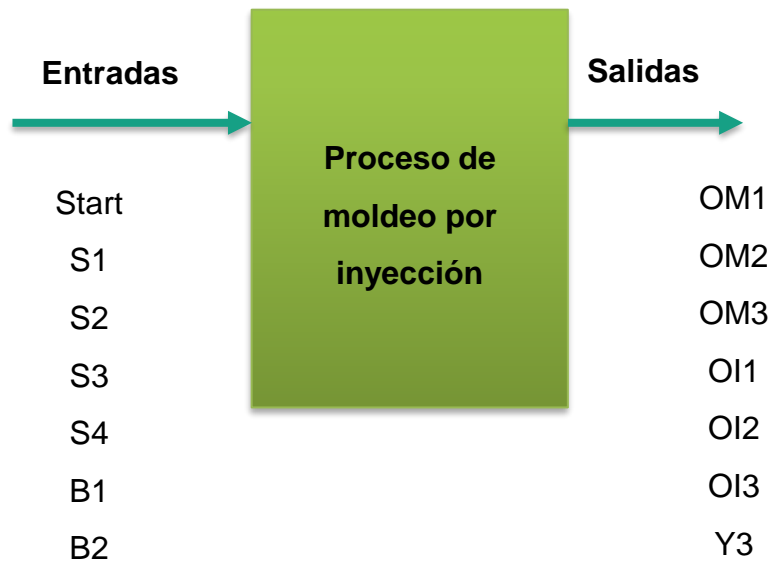 Entradas
Start
S1
S2
S3
S4
B1
B2
Proceso de
moldeo por
inyección
Salidas
OM1
OM2
OM3
OI1
OI2
OI3
Y3